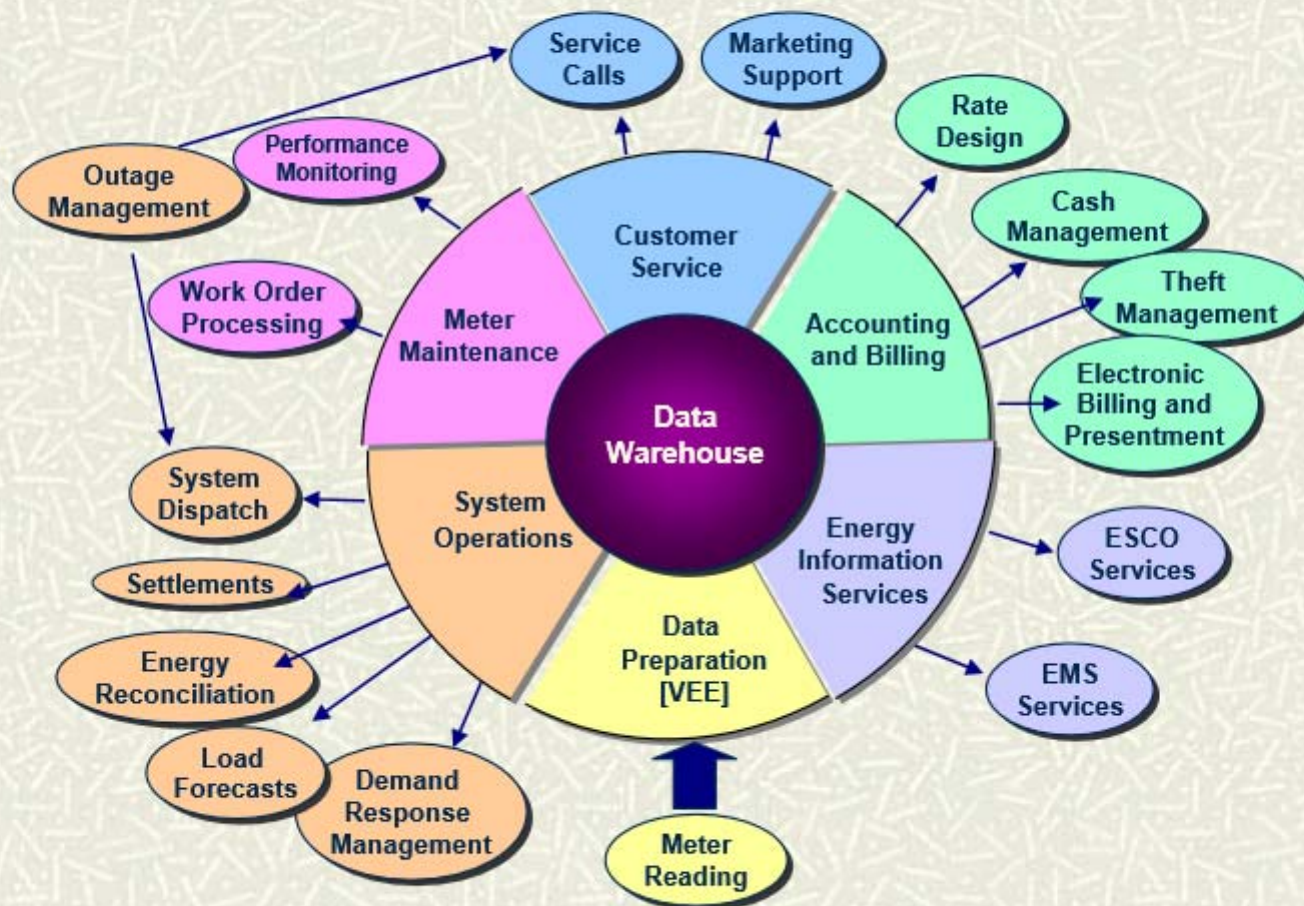 Service
Calls
Marketing
Support
Rate
Design
Performance
Monitoring
Outage
Management
Cash
Management
Customer
Service
Work Order
Processing
Theft
Management
Meter
Maintenance
Accounting
and Billing
Electronic
Billing and
Presentment
Data
Warehouse
System
Dispatch
System
Operations
Energy
Information
Services
ESCO
Services
Settlements
Data
Preparation
[VEE]
Energy
Reconciliation
EMS
Services
Load
Forecasts
Demand
Response
Management
Meter
Reading